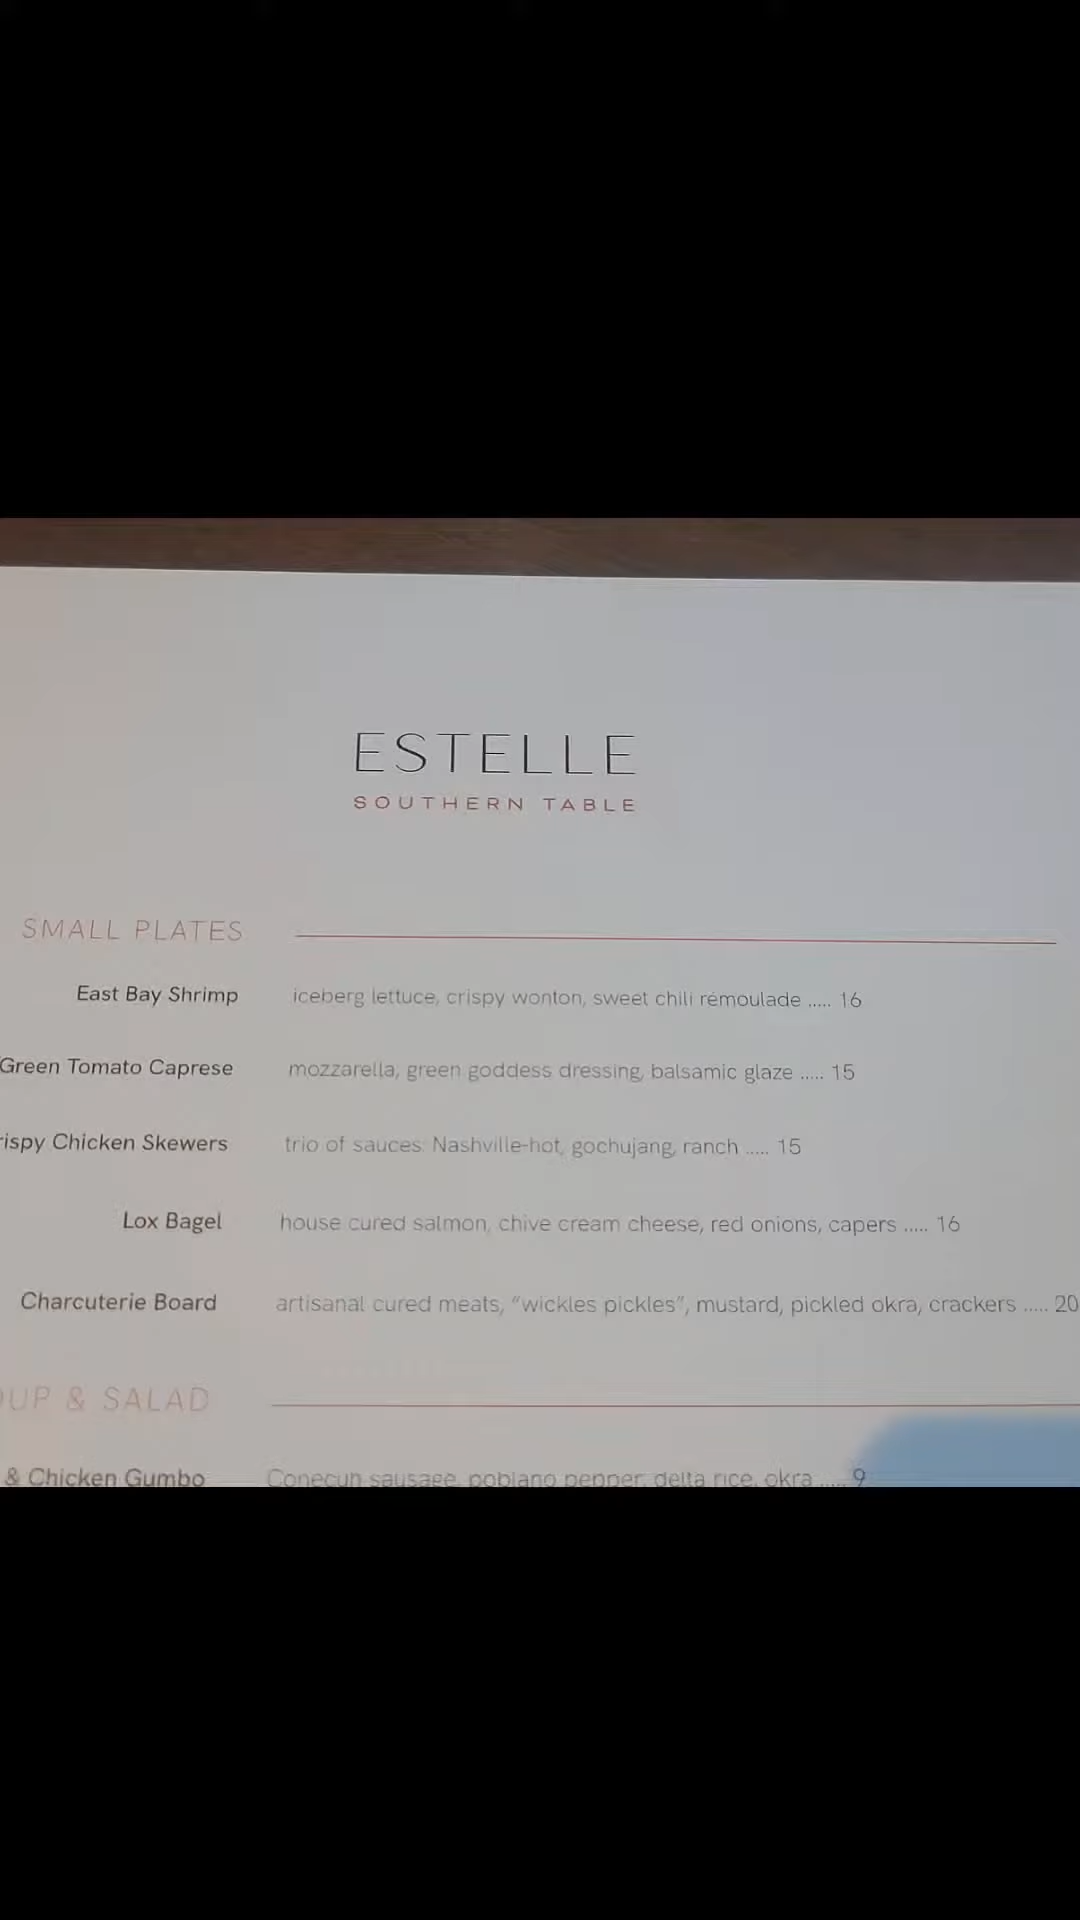 ESTELLE
SOUTHERN TABLE
SMALL PLATES
East Bay Shrimp iceberg lettuce, crispy wonton, sweet chili rémoulade ..... 16
Green Tomato Caprese mozzarella, green goddess dressing, balsamic glaze ..... 15
rispy Chicken Skewers trio of sauces: Nashville-hot, gochujang, ranch ..... 15
Lox Bagel house cured salmon, chive cream cheese, red onions, capers ..... 16
Charcuterie Board artisanal cured meats, "wickles pickles", mustard, pickled okra, crackers ..... 20
OUP & SALAD
& Chicken Gumbo Conecuh sausage, poblano pepper, delta rice, okra ..... 9